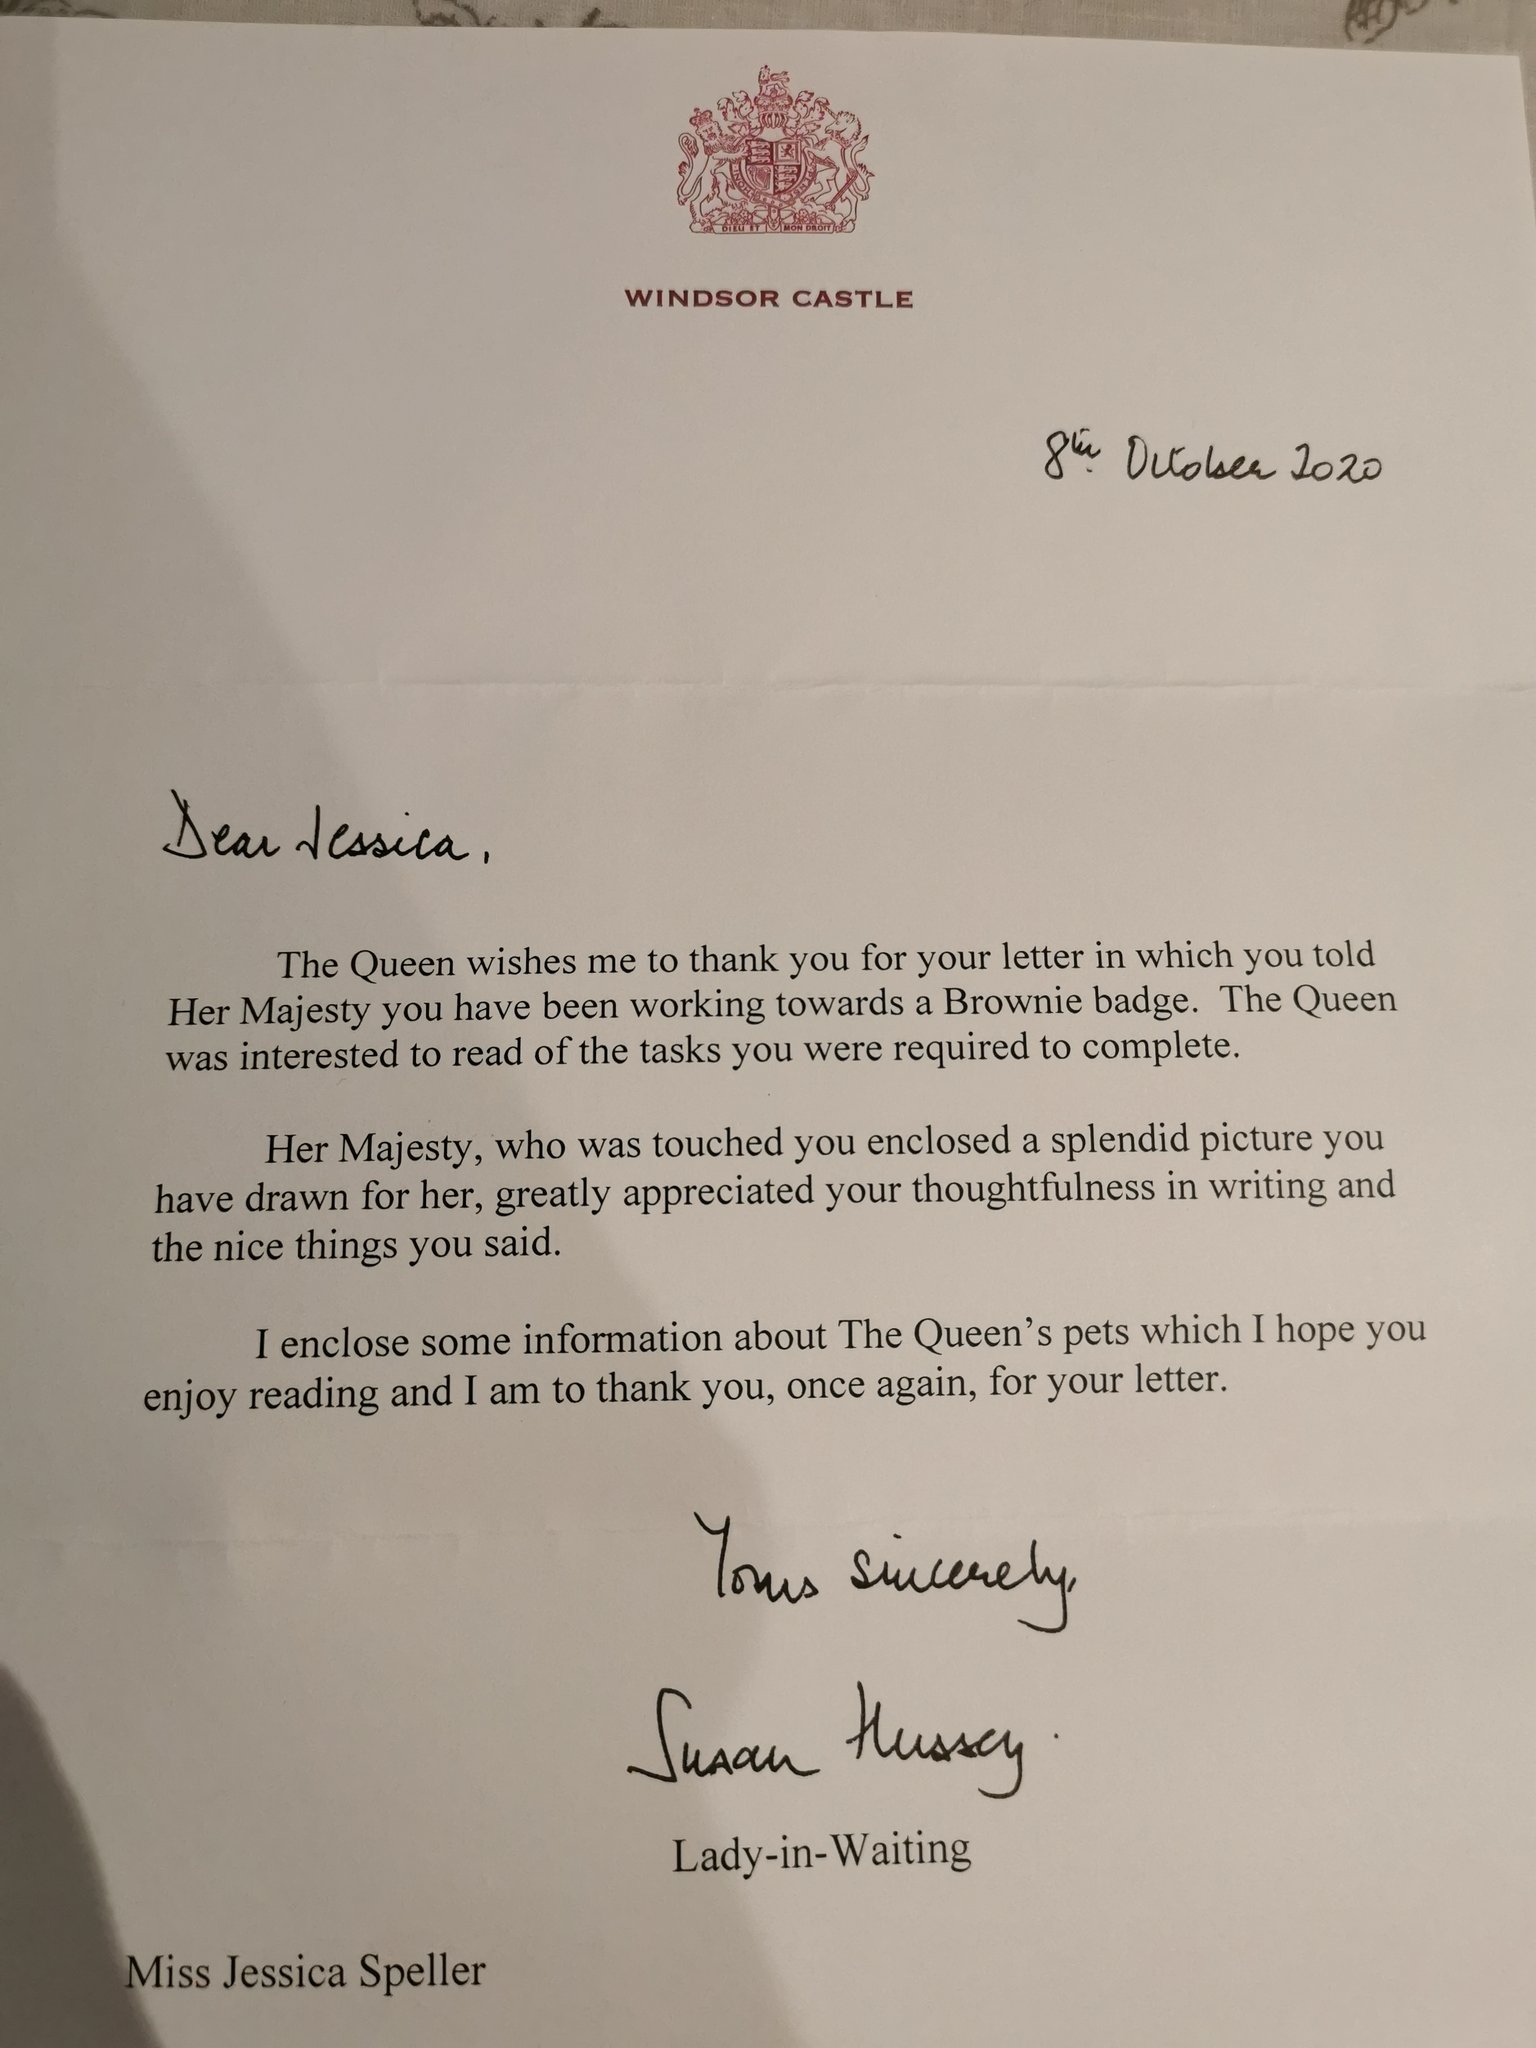 DIEU ET MON DROIT
WINDSOR CASTLE
8th October 2020
Dear Jessica,
The Queen wishes me to thank you for your letter in which you told
Her Majesty you have been working towards a Brownie badge. The Queen
was interested to read of the tasks you were required to complete.
Her Majesty, who was touched you enclosed a splendid picture you
have drawn for her, greatly appreciated your thoughtfulness in writing and
the nice things you said.
I enclose some information about The Queen's pets which I hope you
enjoy reading and I am to thank you, once again, for your letter.
Yours sincerely,
Susan Hussey.
Lady-in-Waiting
Miss Jessica Speller